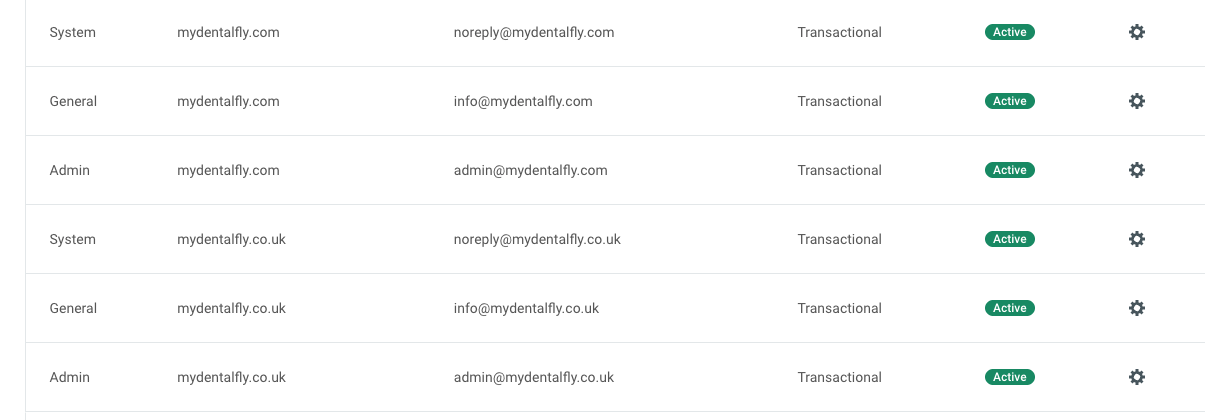 System mydentalfly.com noreply@mydentalfly.com Transactional Active
General mydentalfly.com info@mydentalfly.com Transactional Active
Admin mydentalfly.com admin@mydentalfly.com Transactional Active
System mydentalfly.co.uk noreply@mydentalfly.co.uk Transactional Active
General mydentalfly.co.uk info@mydentalfly.co.uk Transactional Active
Admin mydentalfly.co.uk admin@mydentalfly.co.uk Transactional Active